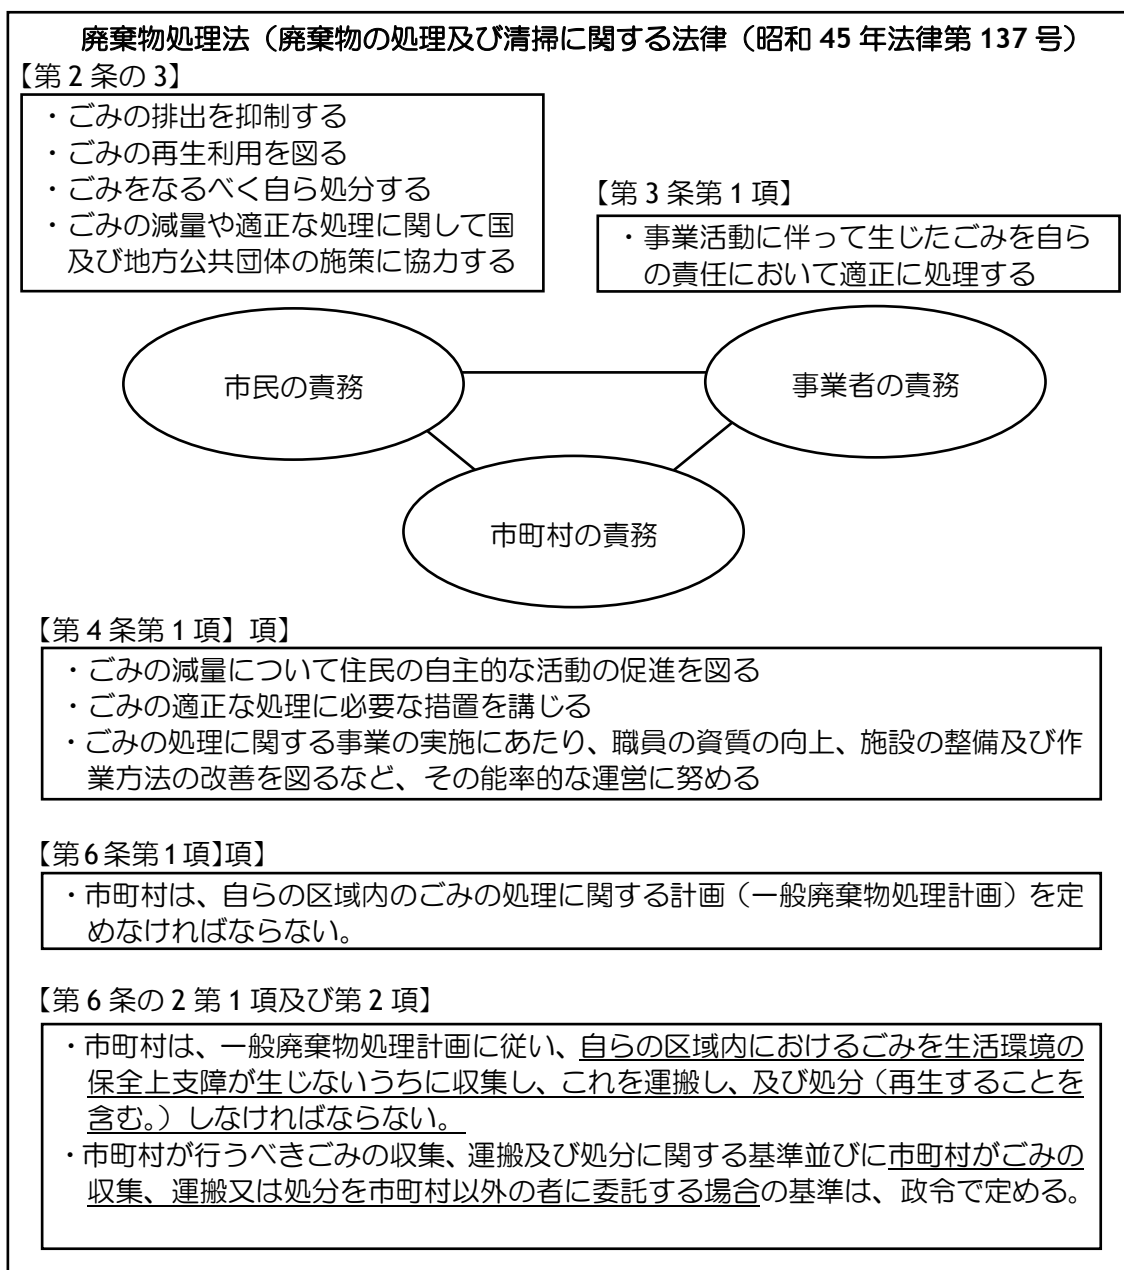 廃棄物処理法（廃棄物の処理及び清掃に関する法律（昭和 45 年法律第 137 号）
【第 2 条の 3】
・ごみの排出を抑制する
・ごみの再生利用を図る
・ごみをなるべく自ら処分する
・ごみの減量や適正な処理に関して国
及び地方公共団体の施策に協力する
【第 3 条第 1 項】
・事業活動に伴って生じたごみを自ら
の責任において適正に処理する
市民の責務
事業者の責務
市町村の責務
【第 4 条第 1 項】項】
・ごみの減量について住民の自主的な活動の促進を図る
・ごみの適正な処理に必要な措置を講じる
・ごみの処理に関する事業の実施にあたり、職員の資質の向上、施設の整備及び作
業方法の改善を図るなど、その能率的な運営に努める
【第6条第1項】項】
・市町村は、自らの区域内のごみの処理に関する計画（一般廃棄物処理計画）を定
めなければならない。
【第 6 条の 2 第 1 項及び第 2 項】
・市町村は、一般廃棄物処理計画に従い、自らの区域内におけるごみを生活環境の
保全上支障が生じないうちに収集し、これを運搬し、及び処分（再生することを
含む。）しなければならない。
・市町村が行うべきごみの収集、運搬及び処分に関する基準並びに市町村がごみの
収集、運搬又は処分を市町村以外の者に委託する場合の基準は、政令で定める。